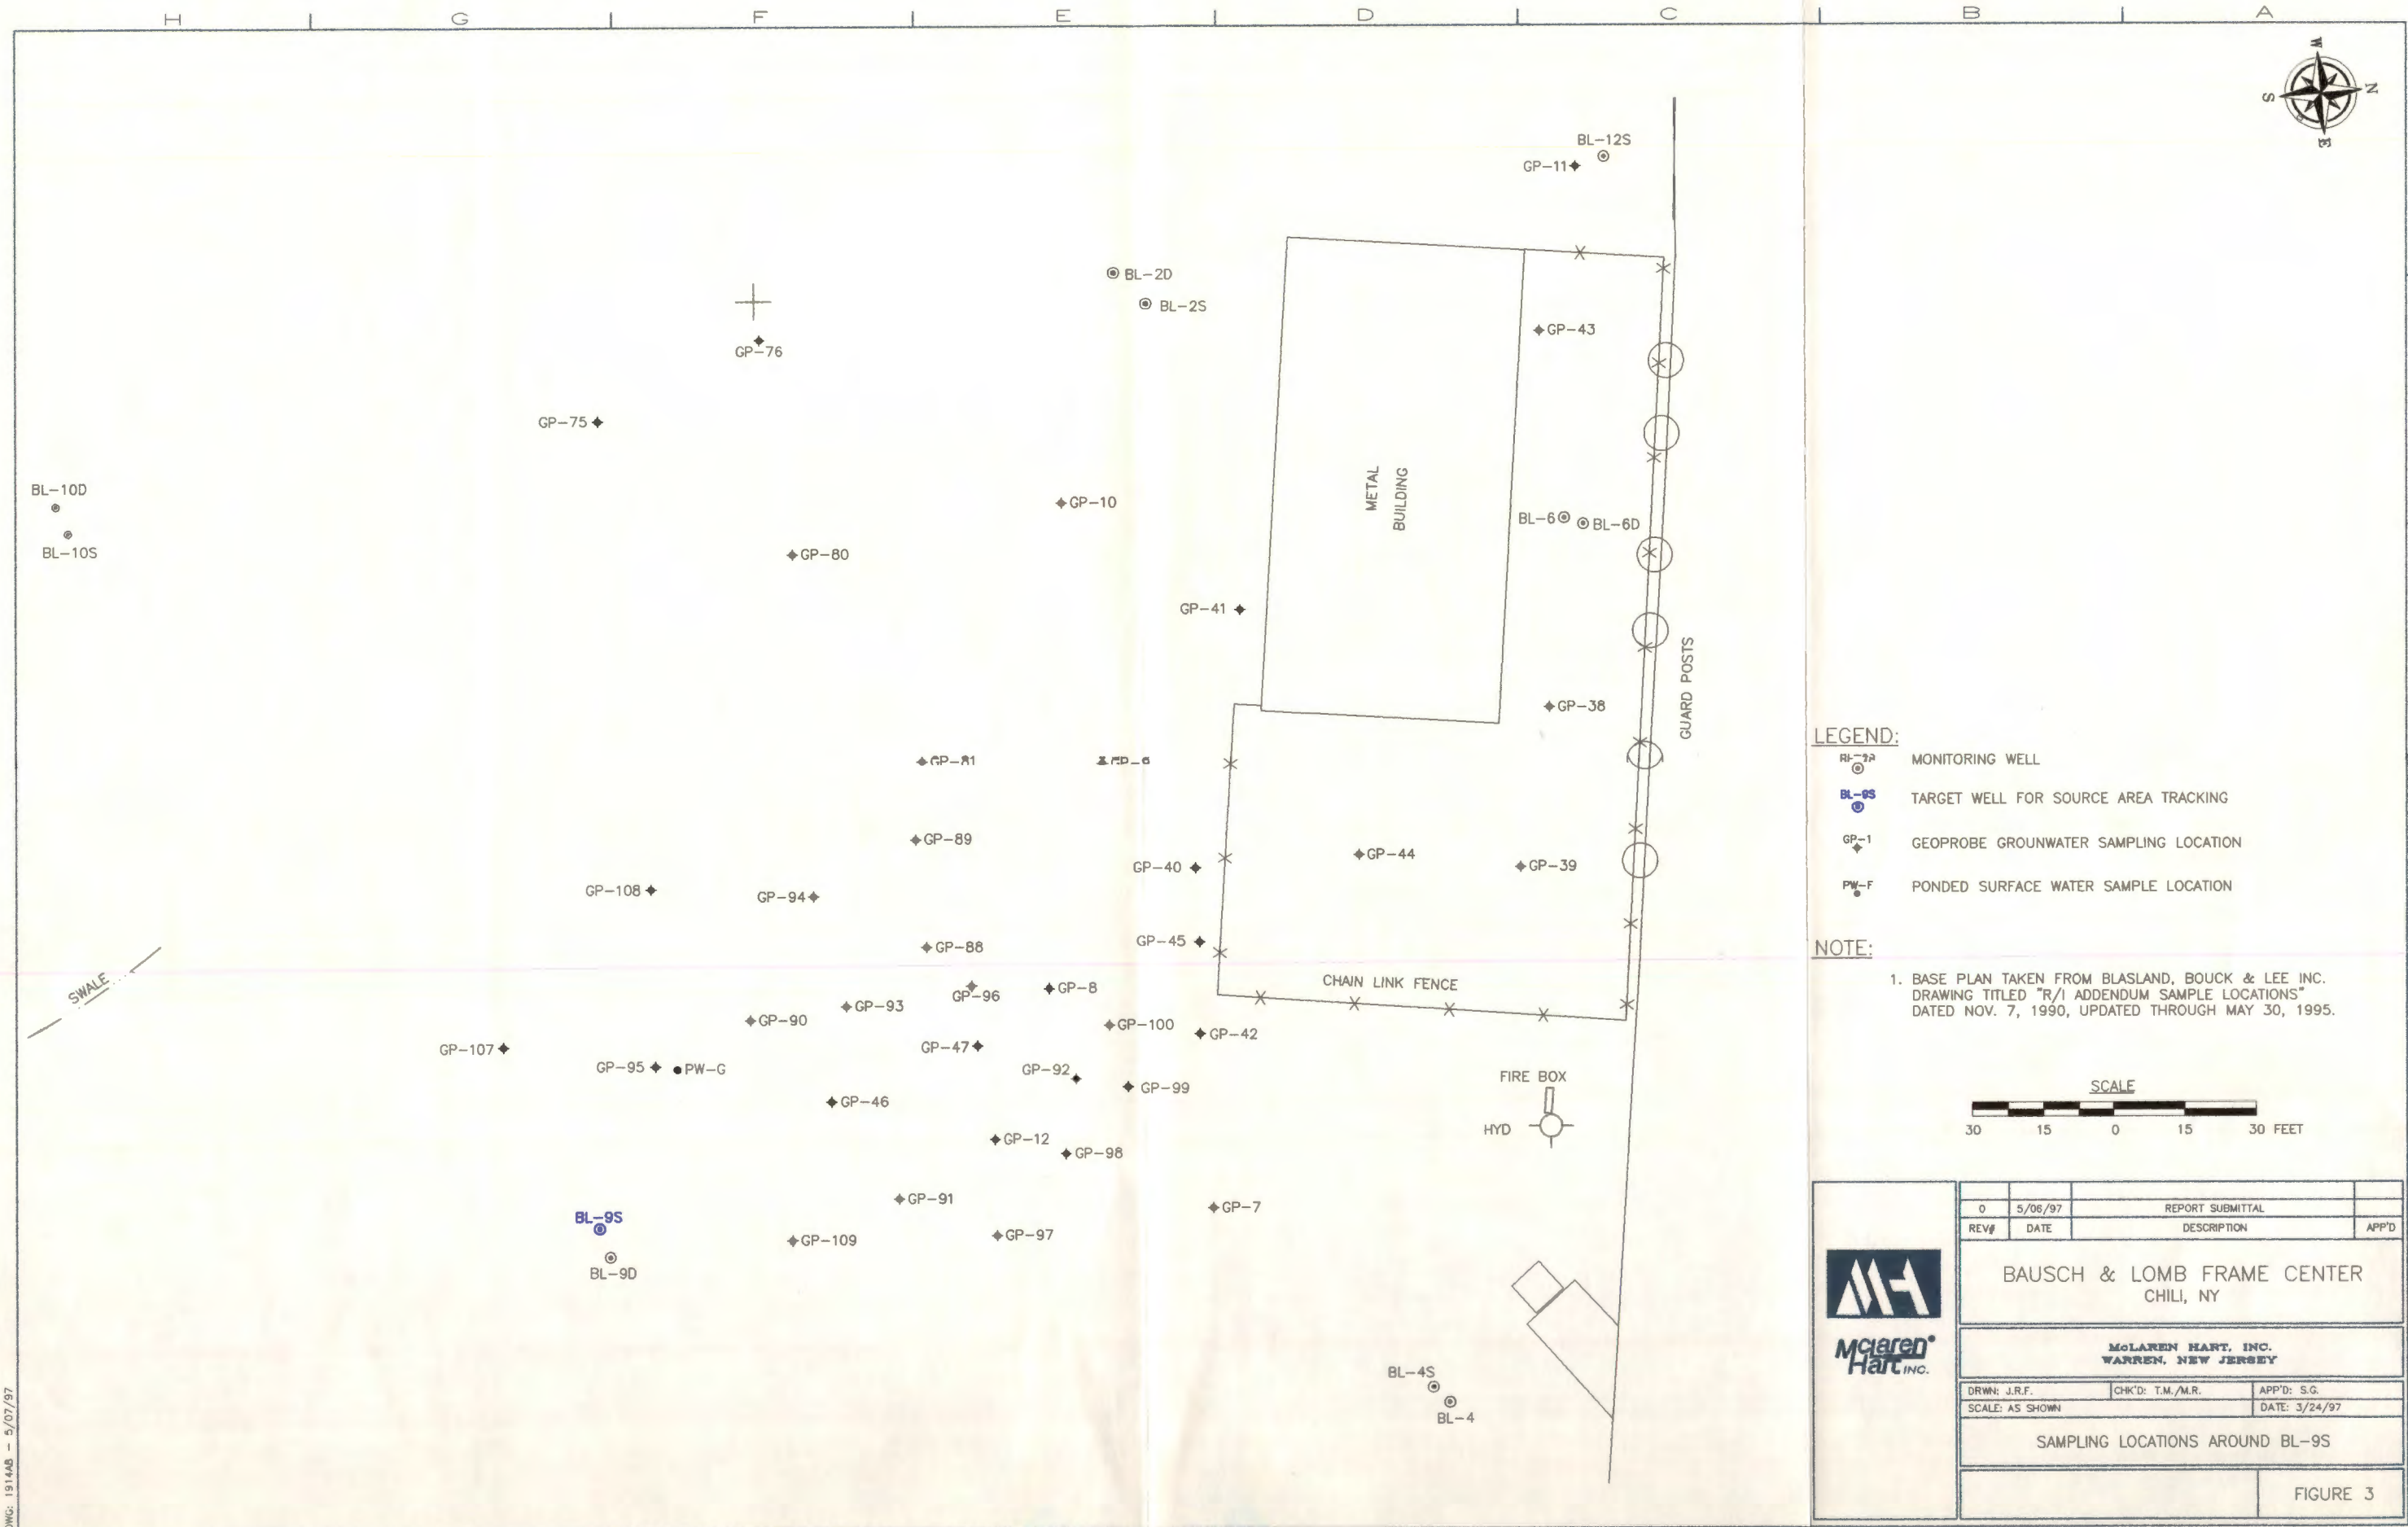 H G F E D C B A
W
N
S
E
BL-12S
GP-11
BL-2D
BL-2S
GP-43
GP-76
GP-75
BL-10D
BL-10S
GP-10
METAL
BUILDING
BL-6
BL-6D
GP-80
GP-41
GUARD POSTS
GP-38
GP-81
GP-89
GP-40
GP-44
GP-39
GP-108
GP-94
GP-88
GP-45
SWALE
CHAIN LINK FENCE
GP-96
GP-8
GP-93
GP-90
GP-100
GP-42
GP-107
GP-47
GP-95
PW-G
GP-92
GP-99
FIRE BOX
GP-46
HYD
GP-12
GP-98
GP-91
GP-7
BL-9S
GP-109
GP-97
BL-9D
BL-4S
BL-4
LEGEND:
MONITORING WELL
BL-9S TARGET WELL FOR SOURCE AREA TRACKING
GP-1 GEOPROBE GROUNWATER SAMPLING LOCATION
PW-F PONDED SURFACE WATER SAMPLE LOCATION
NOTE:
1. BASE PLAN TAKEN FROM BLASLAND, BOUCK & LEE INC.
DRAWING TITLED "R/I ADDENDUM SAMPLE LOCATIONS"
DATED NOV. 7, 1990, UPDATED THROUGH MAY 30, 1995.
SCALE
30 15 0 15 30 FEET
0 5/06/97 REPORT SUBMITTAL
REV# DATE DESCRIPTION APP'D
BAUSCH & LOMB FRAME CENTER
CHILI, NY
MH
McLaren®
Hart INC.
McLAREN HART, INC.
WARREN, NEW JERSEY
DRWN: J.R.F. CHK'D: T.M./M.R. APP'D: S.G.
SCALE: AS SHOWN DATE: 3/24/97
SAMPLING LOCATIONS AROUND BL-9S
FIGURE 3
DWG: 1914AB - 5/07/97